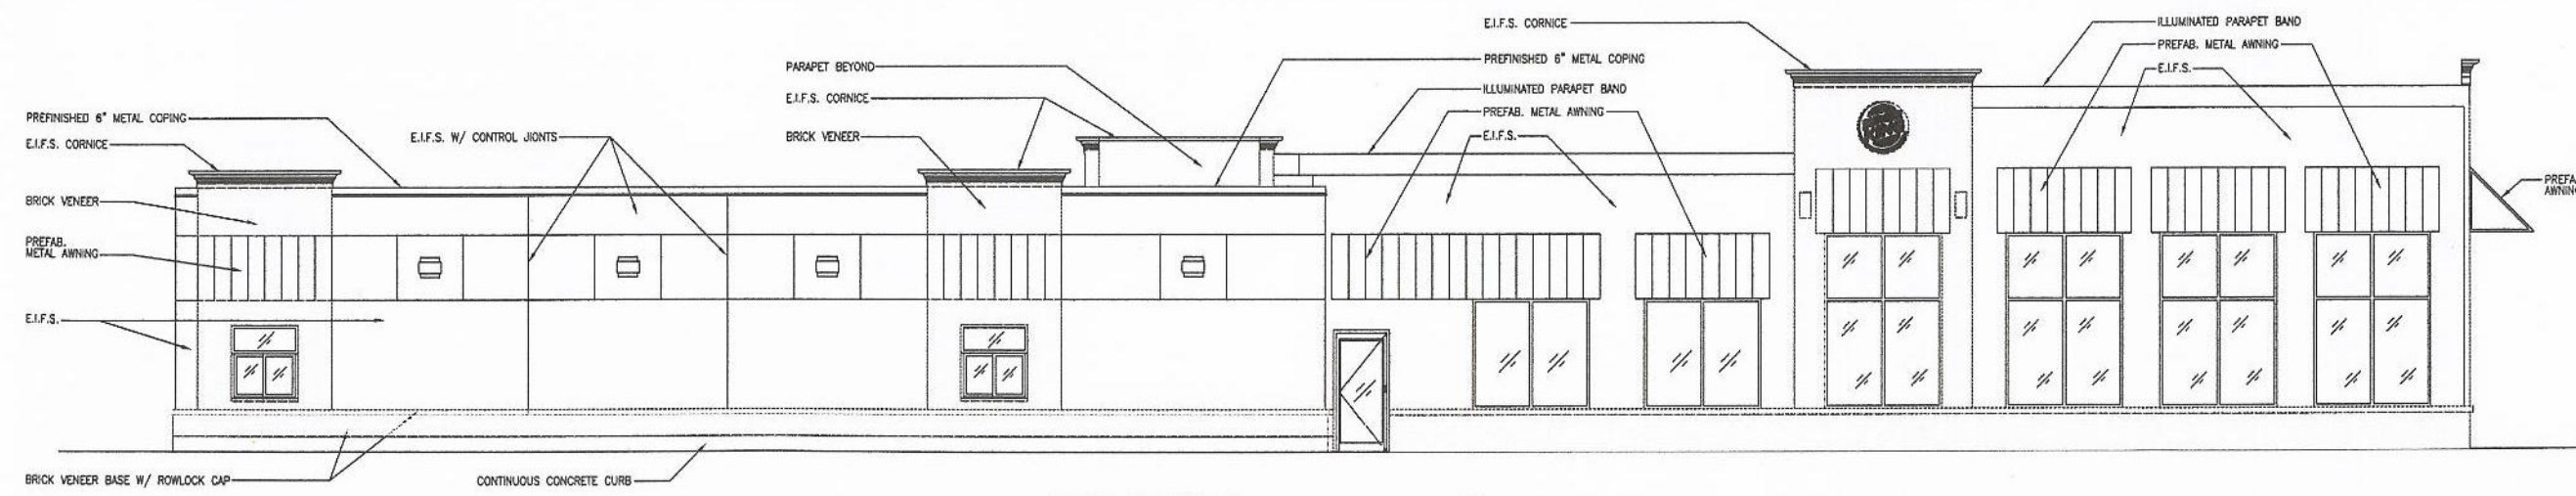 PREFINISHED 6" METAL COPING
E.I.F.S. CORNICE
BRICK VENEER
PREFAB.
METAL AWNING
E.I.F.S.
BRICK VENEER BASE W/ ROWLOCK CAP
E.I.F.S. W/ CONTROL JIONTS
CONTINUOUS CONCRETE CURB
PARAPET BEYOND
E.I.F.S. CORNICE
BRICK VENEER
E.I.F.S. CORNICE
PREFINISHED 6" METAL COPING
ILLUMINATED PARAPET BAND
PREFAB. METAL AWNING
E.I.F.S.
ILLUMINATED PARAPET BAND
PREFAB. METAL AWNING
E.I.F.S.
PREFA
AWNING